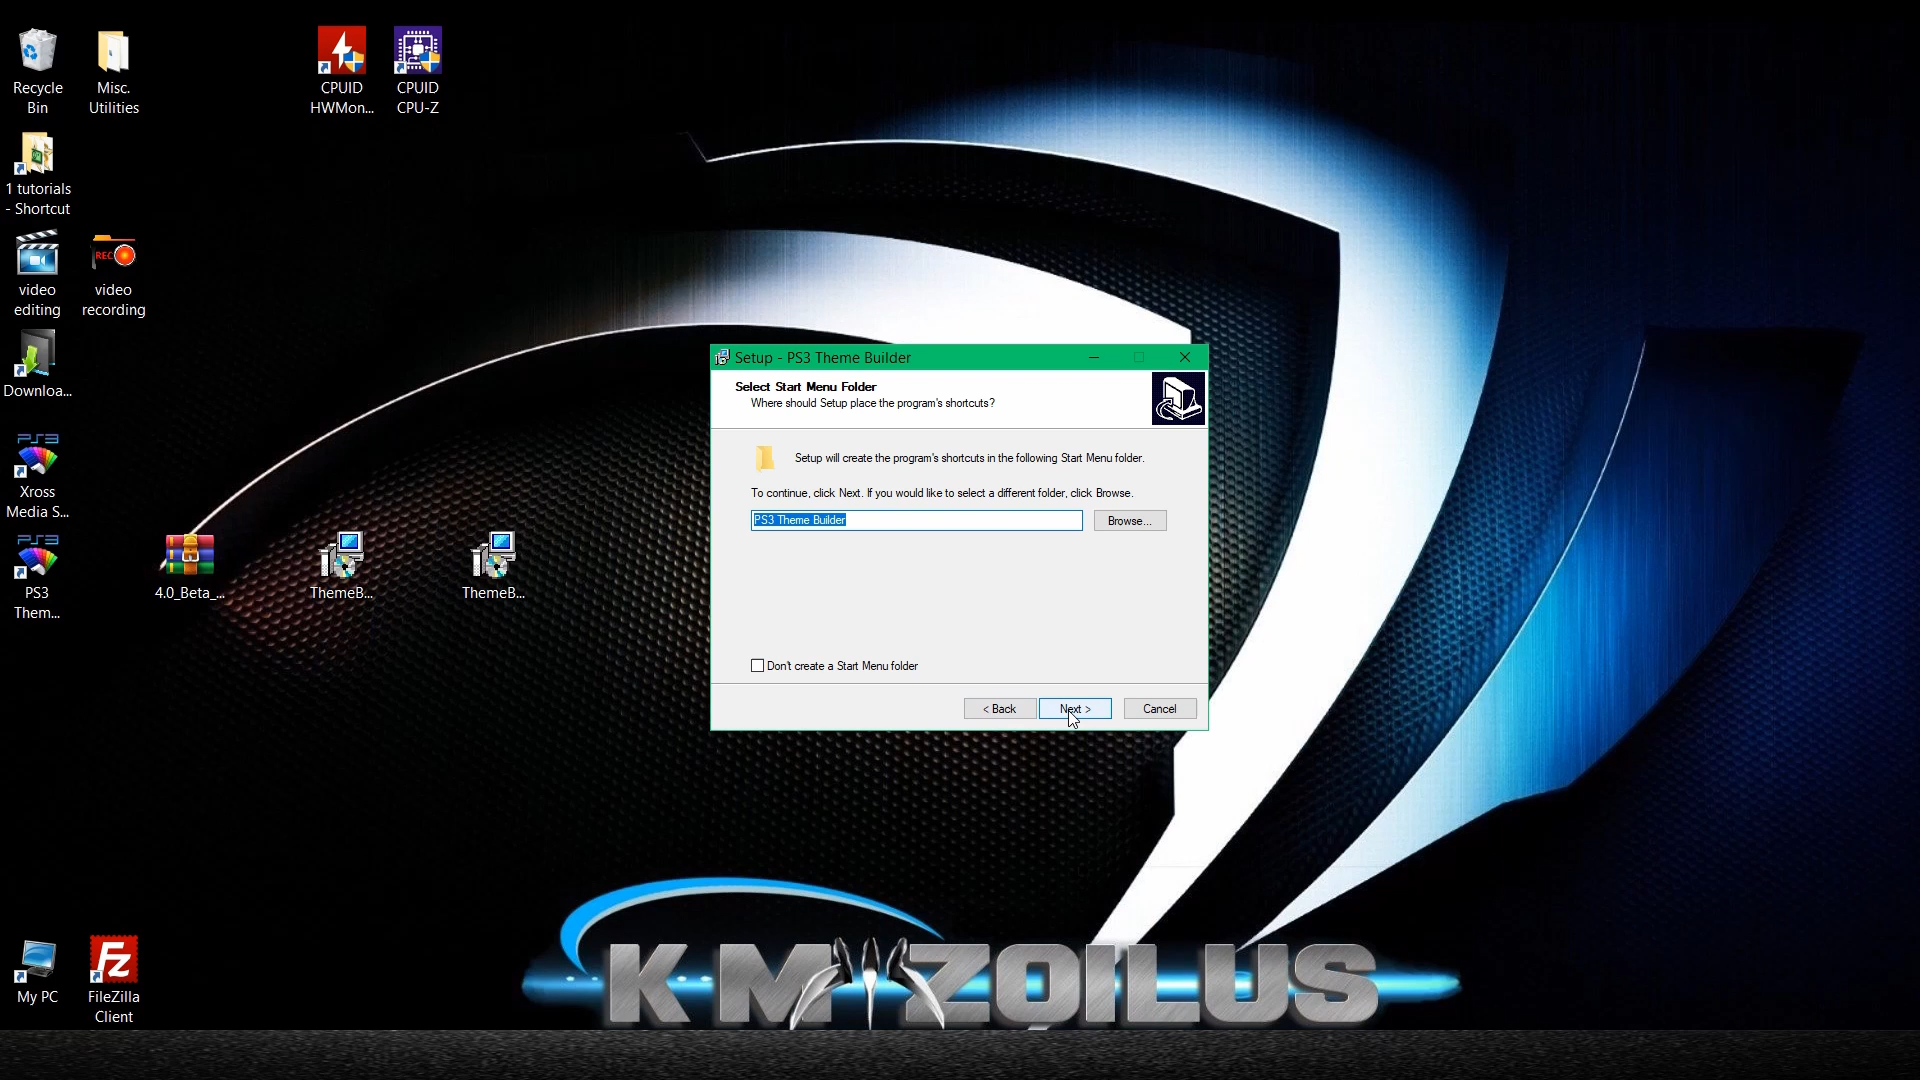 Recycle
Bin
Misc.
Utilities
CPUID
HWMon...
CPUID
CPU-Z
1 tutorials
- Shortcut
video
editing
REC
video
recording
Downloa...
PS3
Xross
Media S...
PS3
PS3
Them...
4.0_Beta_...
ThemeB...
ThemeB...
Setup - PS3 Theme Builder
Select Start Menu Folder
Where should Setup place the program's shortcuts?
Setup will create the program's shortcuts in the following Start Menu folder.
To continue, click Next. If you would like to select a different folder, click Browse.
PS3 Theme Builder
Browse...
Don't create a Start Menu folder
< Back
Next >
Cancel
My PC
Fz
FileZilla
Client
KM ZOILUS